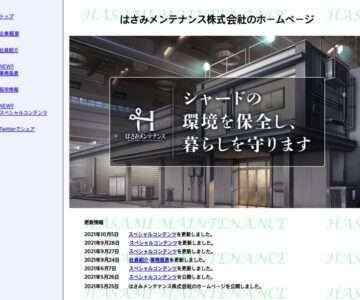 HASAMI MAINTENANCE
はさみメンテナンス株式会社のホームページ
トップ
企業概要
社員紹介
NEW!!
事務風景
採用情報
NEW!!
スペシャルコンテンツ
Twitterでシェア
はさみメンテナンス
シャードの
環境を保全し、
暮らしを守ります
更新情報
2021年10月5日 スペシャルコンテンツを更新しました。
2021年9月28日 スペシャルコンテンツを更新しました。
2021年9月27日 スペシャルコンテンツを更新しました。
2021年9月24日 社員紹介・事務風景を更新しました。
2021年6月7日 スペシャルコンテンツを更新しました。
2021年5月26日 スペシャルコンテンツを公開しました。
2021年5月25日 はさみメンテナンス株式会社のホームページを公開しました。
HASAMI MAINTENANCE